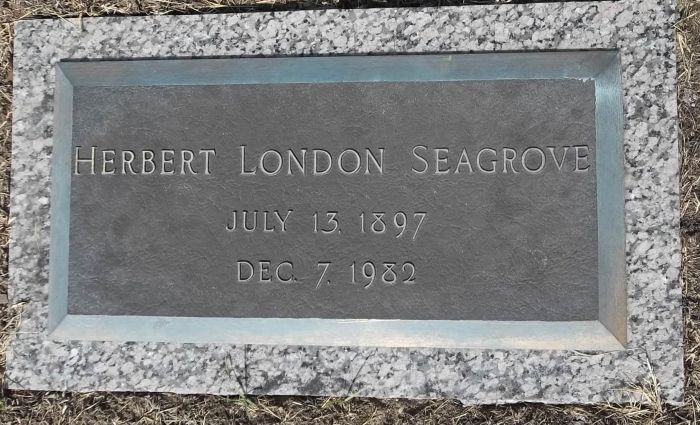 HERBERT LONDON SEAGROVE
JULY 13, 1897
DEC. 7, 1982